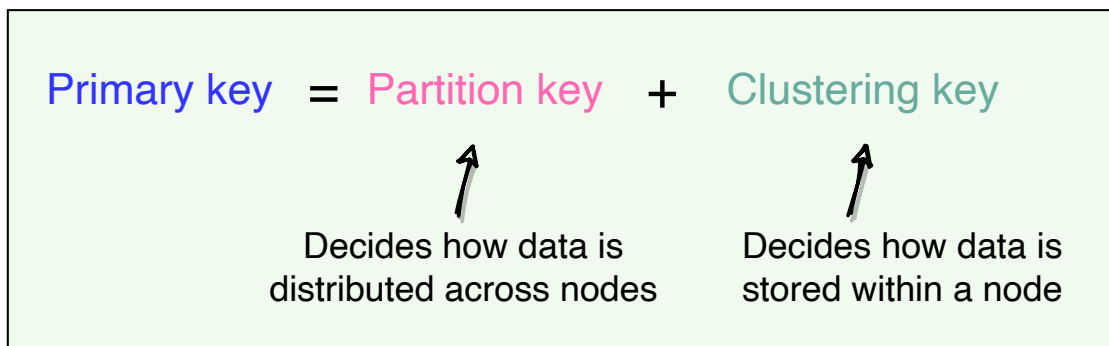 Primary key = Partition key + Clustering key
Decides how data is
distributed across nodes
Decides how data is
stored within a node